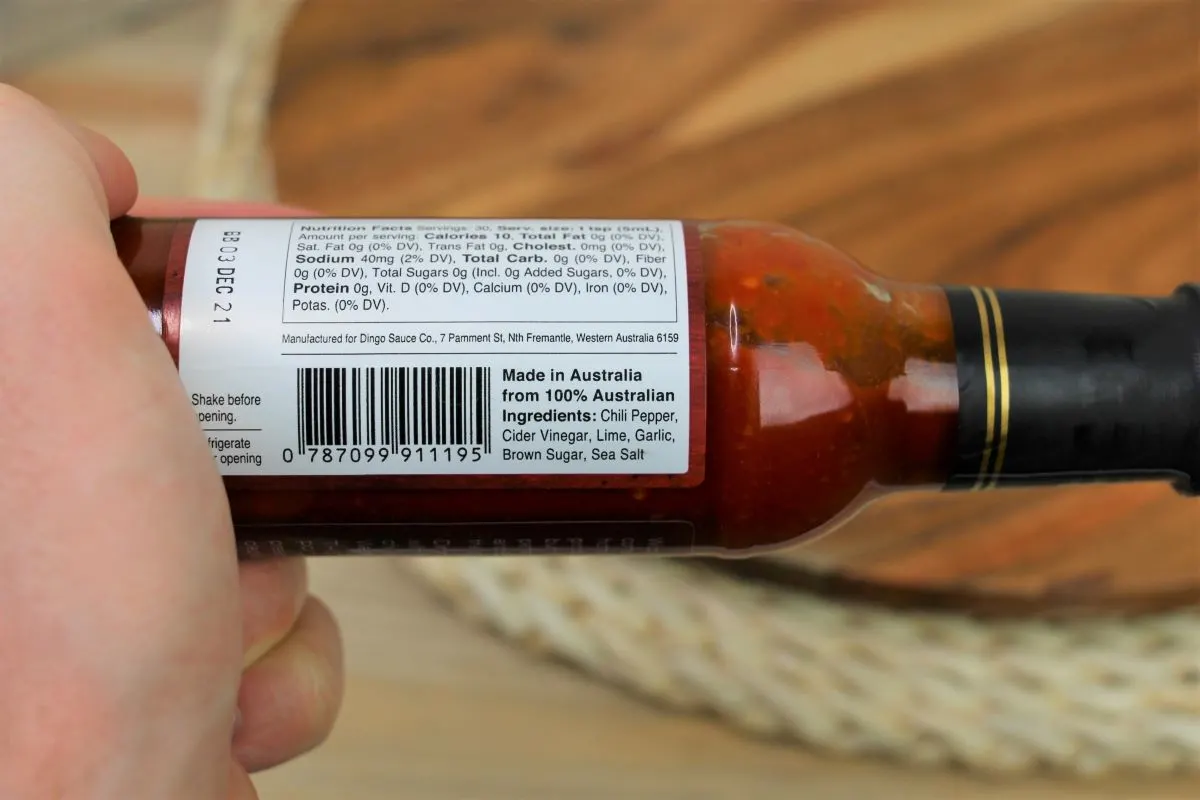 BB 03 DEC 21
Nutrition Facts Servings: 30, Serv. size: 1 tsp (5mL),
Amount per serving: Calories 10, Total Fat 0g (0% DV),
Sat. Fat 0g (0% DV), Trans Fat 0g, Cholest. 0mg (0% DV),
Sodium 40mg (2% DV), Total Carb. 0g (0% DV), Fiber
0g (0% DV), Total Sugars 0g (Incl. 0g Added Sugars, 0% DV),
Protein 0g, Vit. D (0% DV), Calcium (0% DV), Iron (0% DV),
Potas. (0% DV).
Manufactured for Dingo Sauce Co., 7 Pamment St, Nth Fremantle, Western Australia 6159
Shake before
opening.
opening
0 787099 911195
Made in Australia
from 100% Australian
Ingredients: Chili Pepper,
Cider Vinegar, Lime, Garlic,
Brown Sugar, Sea Salt